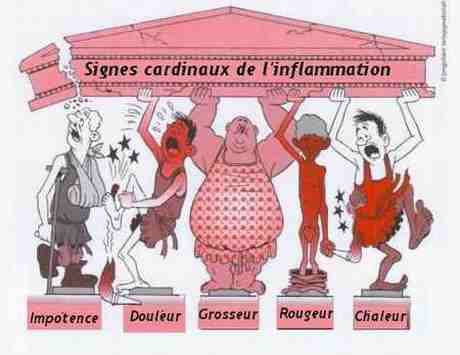 Signes cardinaux de l'inflammation
Impotence
Douleur
Grosseur
Rougeur
Chaleur